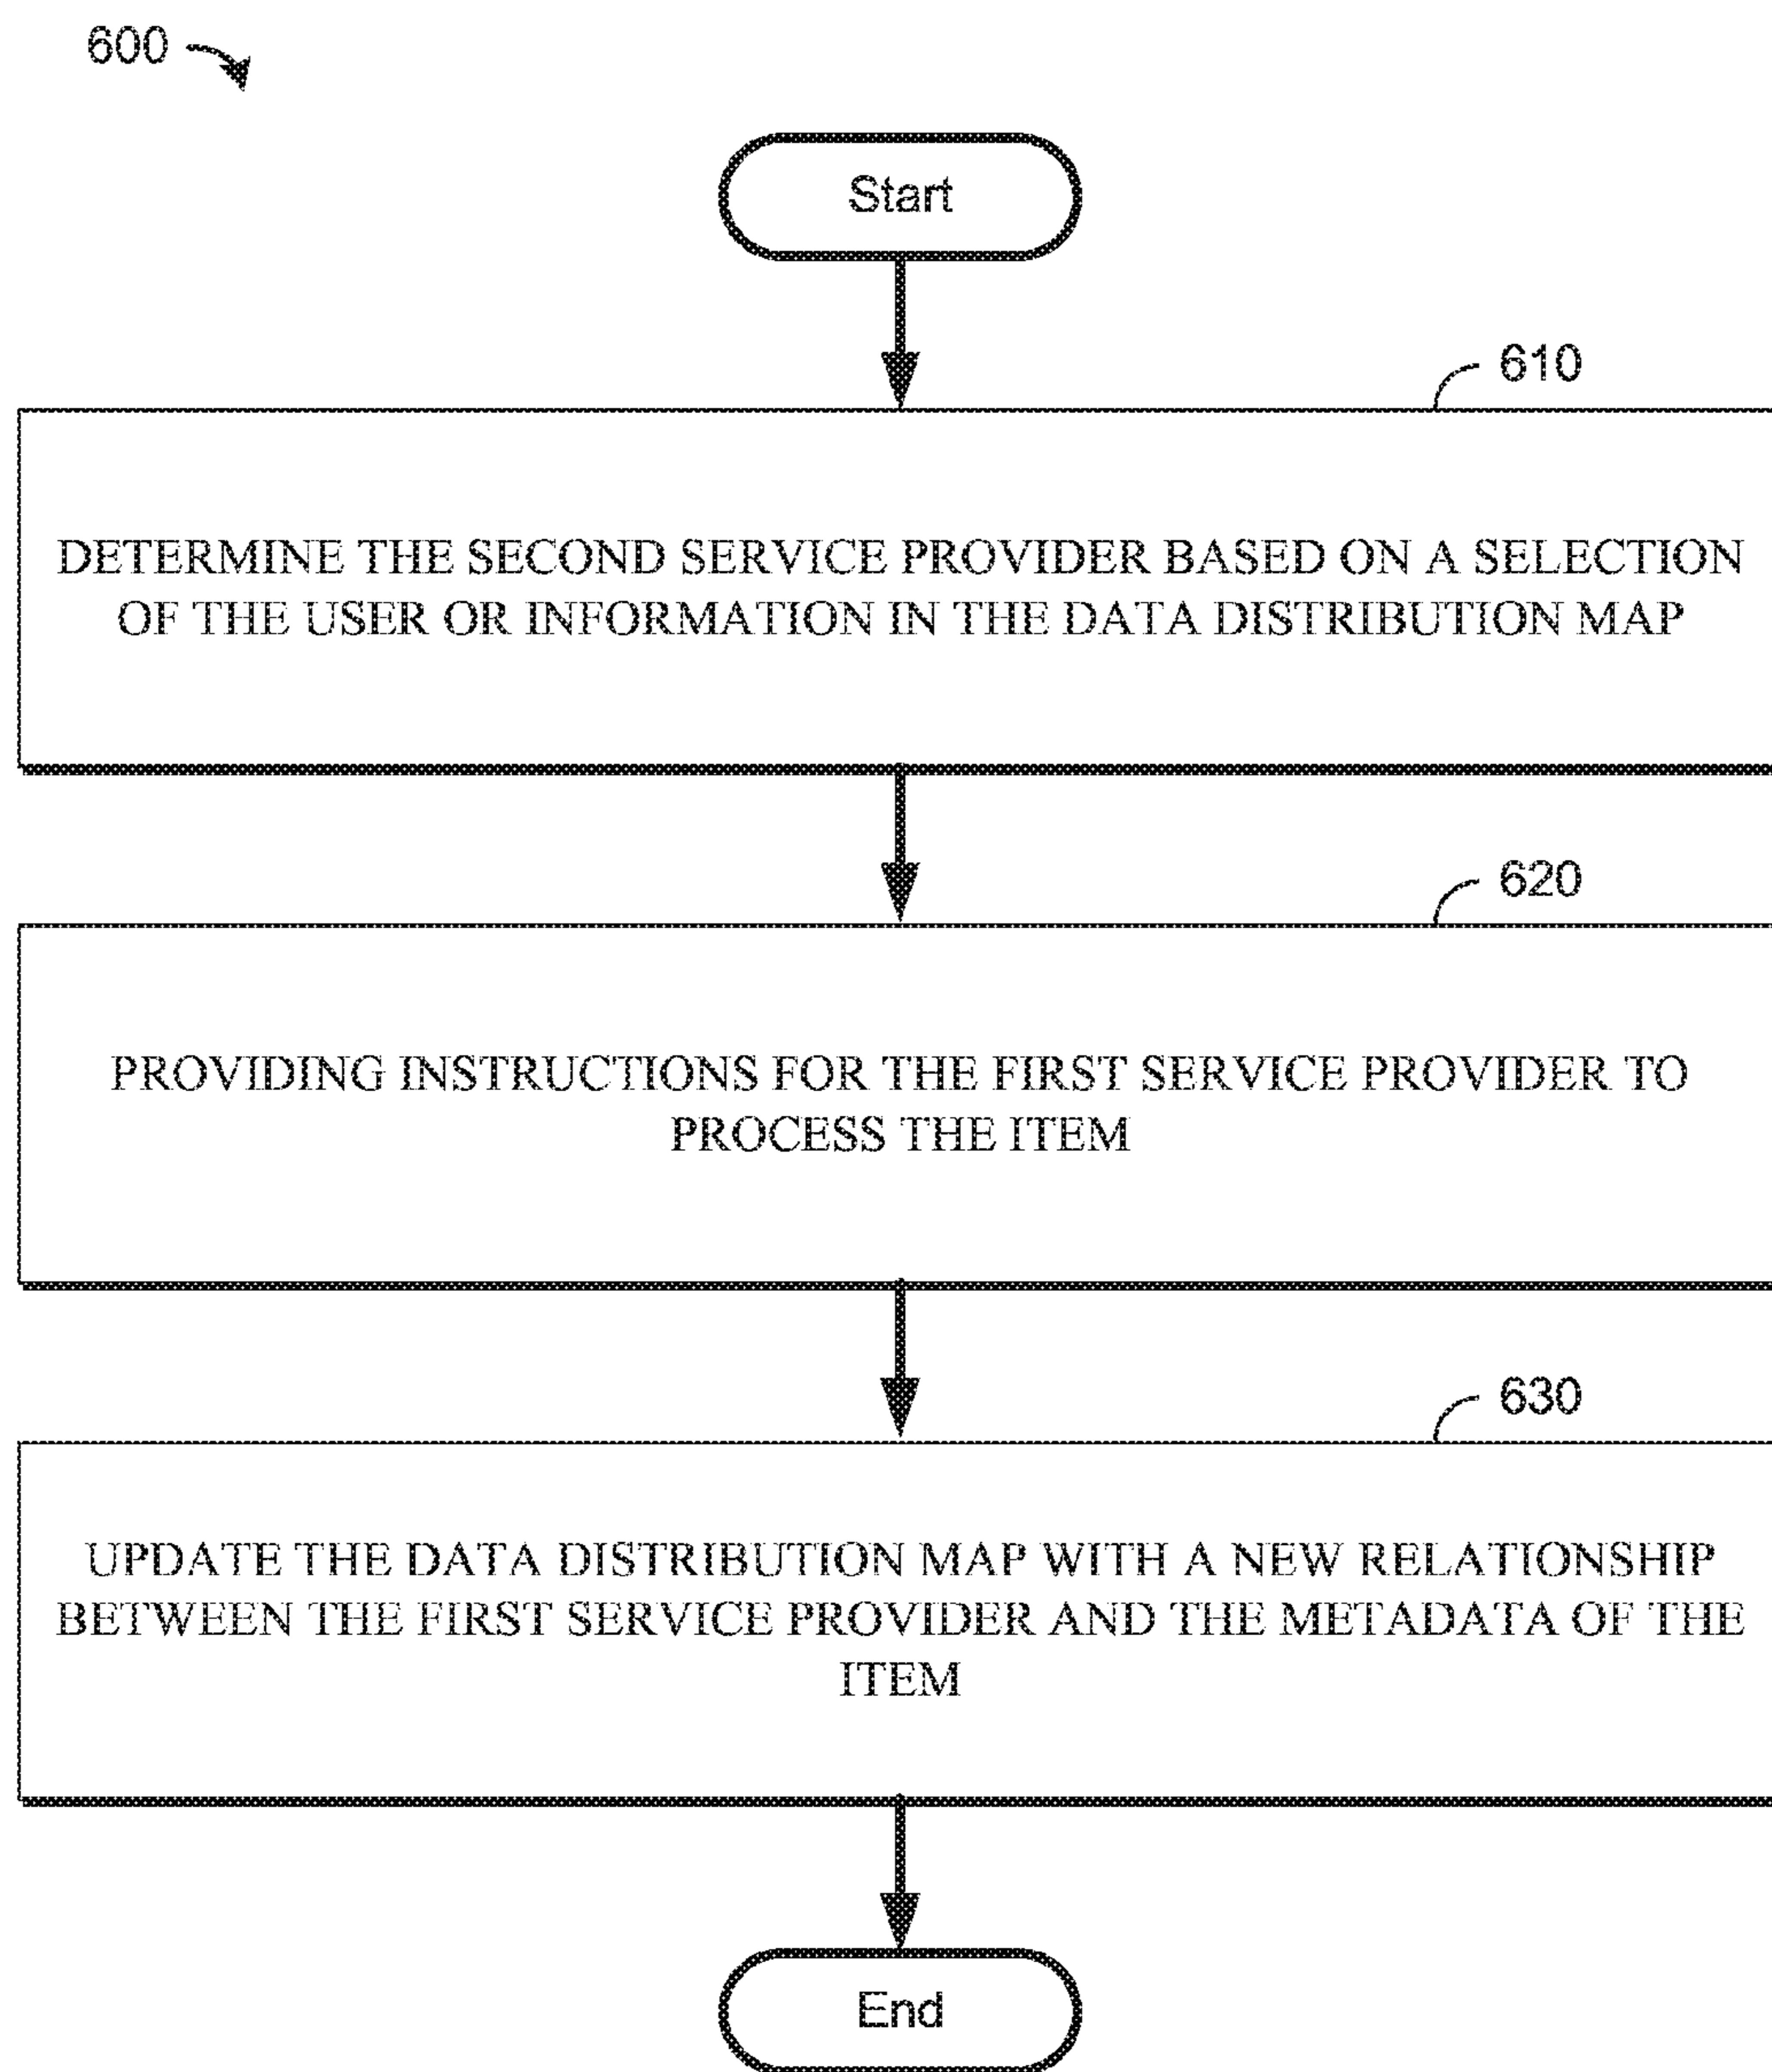 600
Start
610
DETERMINE THE SECOND SERVICE PROVIDER BASED ON A SELECTION
OF THE USER OR INFORMATION IN THE DATA DISTRIBUTION MAP
620
PROVIDING INSTRUCTIONS FOR THE FIRST SERVICE PROVIDER TO
PROCESS THE ITEM
630
UPDATE THE DATA DISTRIBUTION MAP WITH A NEW RELATIONSHIP
BETWEEN THE FIRST SERVICE PROVIDER AND THE METADATA OF THE
ITEM
End